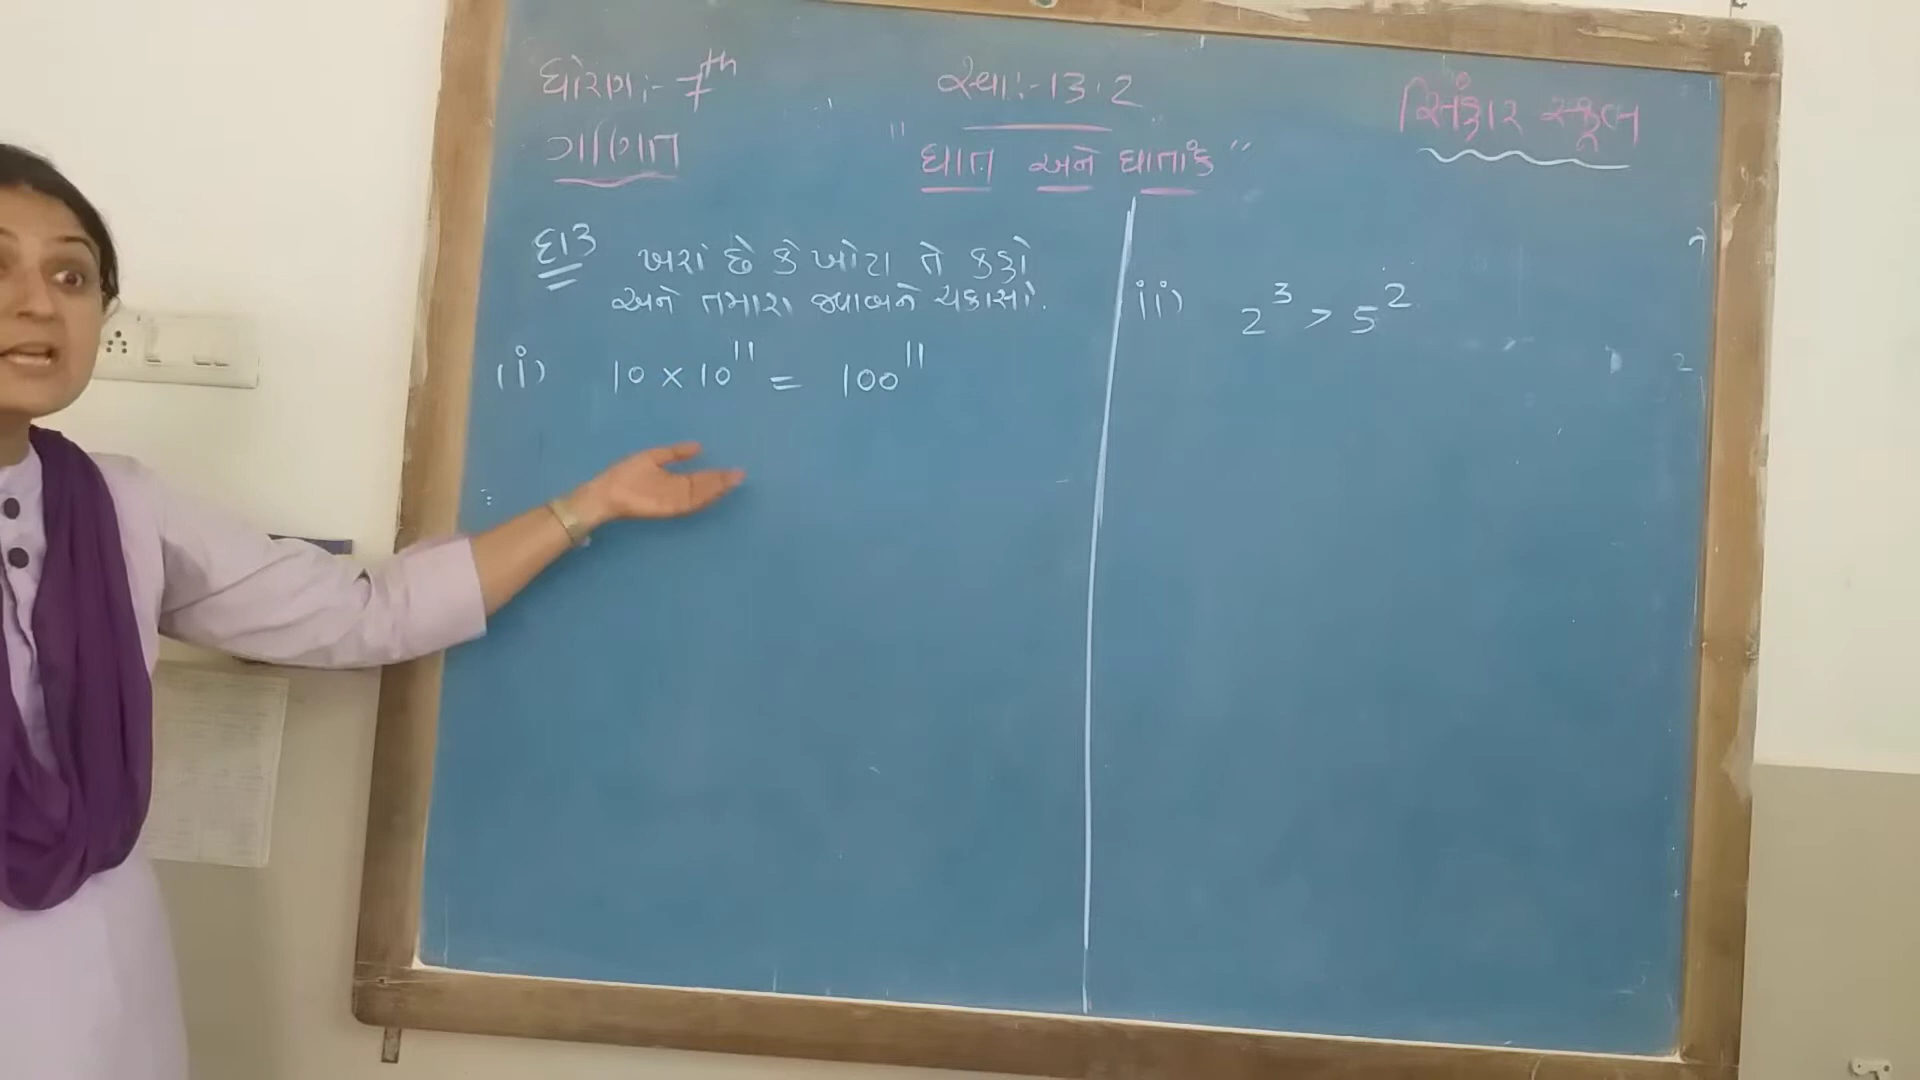 ધોરણ:- 7th
ગણિત
સ્વા:-13.2
"ઘાત અને ઘાતાંક"
સ્કૂલ
દા3 ખરાં છે કે ખોટા તે કહો
અને તમારા જવાબને ચકાસો.
(i) 10 × 10¹¹ = 100¹¹
ii) 2³ > 5²